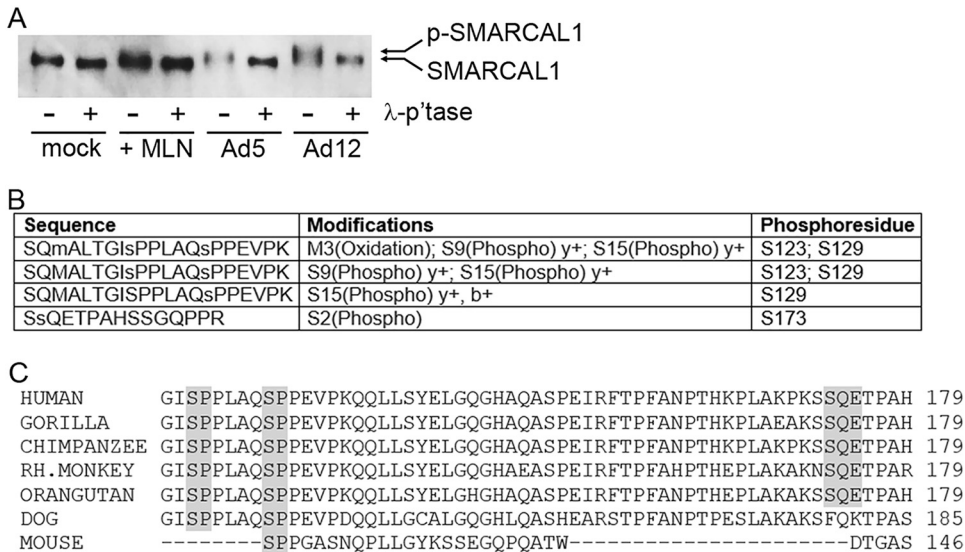 A
p-SMARCAL1
SMARCAL1
- + - + - + - + λ-p'tase
mock + MLN Ad5 Ad12
B
Sequence Modifications Phosphoresidue
SQmALTGIsPPLAQsPPEVPK M3(Oxidation); S9(Phospho) y+; S15(Phospho) y+ S123; S129
SQMALTGIsPPLAQsPPEVPK S9(Phospho) y+; S15(Phospho) y+ S123; S129
SQMALTGISPPLAQsPPEVPK S15(Phospho) y+, b+ S129
SsQETPAHSSGQPPR S2(Phospho) S173
C
HUMAN GISPPLAQSPPEVPKQQLLSYELGQGHAQASPEIRFTPFANPTHKPLAKPKSSQETPAH 179
GORILLA GISPPLAQSPPEVPKQQLLSYELGQGHAQASPEIRFTPFANPTHKPLAEAKSSQETPAH 179
CHIMPANZEE GISPPLAQSPPEVPKQQLLSYELGQGHAQASPEIRFTPFANPTHKPLAKAKSSQETPAH 179
RH.MONKEY GISPPLAQSPPEVPKQQLLSYELGQGHAEASPEIRFTPFAHPTHEPLAKAKNSQETPAR 179
ORANGUTAN GISPPLAQSPPEVPKQQLLSYELGHGHAQASPEIRFTPFANPTHEPLAKAKSSQETPAH 179
DOG GISPPLAQSPPEVPDQQLLGCALGQGHLQASHEARSTPFANPTPESLAKAKSFQKTPAS 185
MOUSE --------SPPGASNQPLLGYKSSEGQPQATW----------------------DTGAS 146